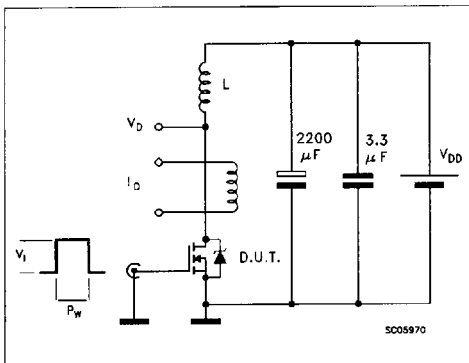 L
V_D
2200
μF
3.3
μF
V_DD
I_D
D.U.T.
V_i
P_W
SC05970